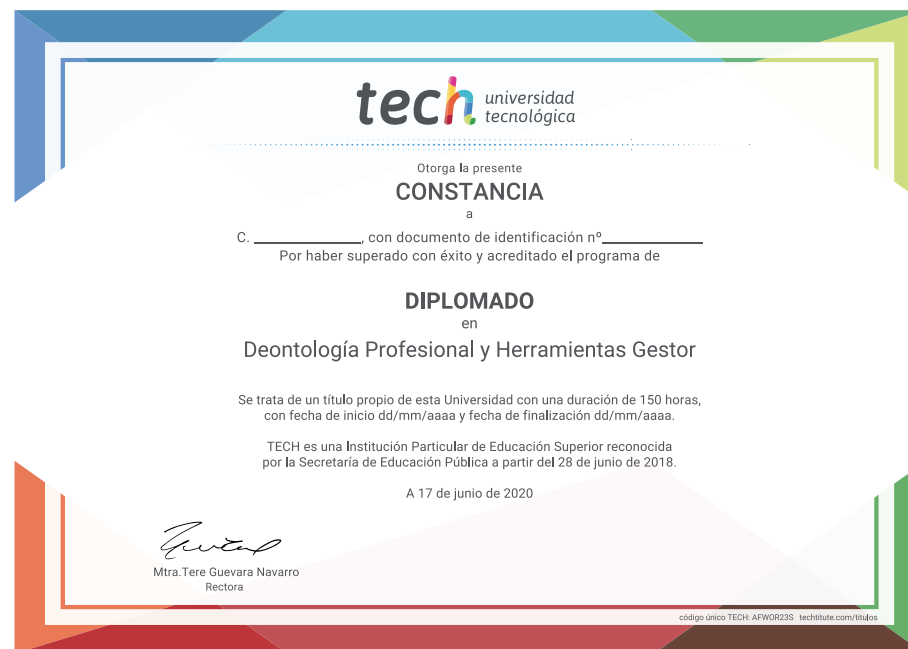 tech universidad
tecnológica
Otorga la presente
CONSTANCIA
a
C. ____________, con documento de identificación nº____________
Por haber superado con éxito y acreditado el programa de
DIPLOMADO
en
Deontología Profesional y Herramientas Gestor
Se trata de un título propio de esta Universidad con una duración de 150 horas,
con fecha de inicio dd/mm/aaaa y fecha de finalización dd/mm/aaaa.
TECH es una Institución Particular de Educación Superior reconocida
por la Secretaría de Educación Pública a partir del 28 de junio de 2018.
A 17 de junio de 2020
Mtra.Tere Guevara Navarro
Rectora
código único TECH: AFWOR23S techtitute.com/titulos